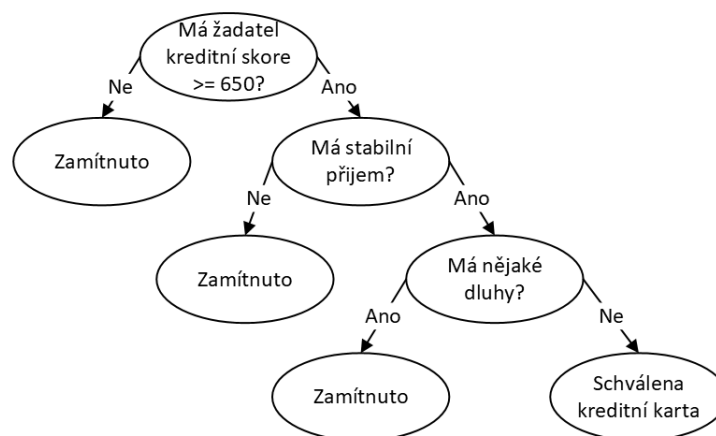 Má žadatel
kreditní skore
>= 650?
Ne
Ano
Zamítnuto
Má stabilní
přijem?
Ne
Ano
Zamítnuto
Má nějaké
dluhy?
Ano
Ne
Zamítnuto
Schválena
kreditní karta